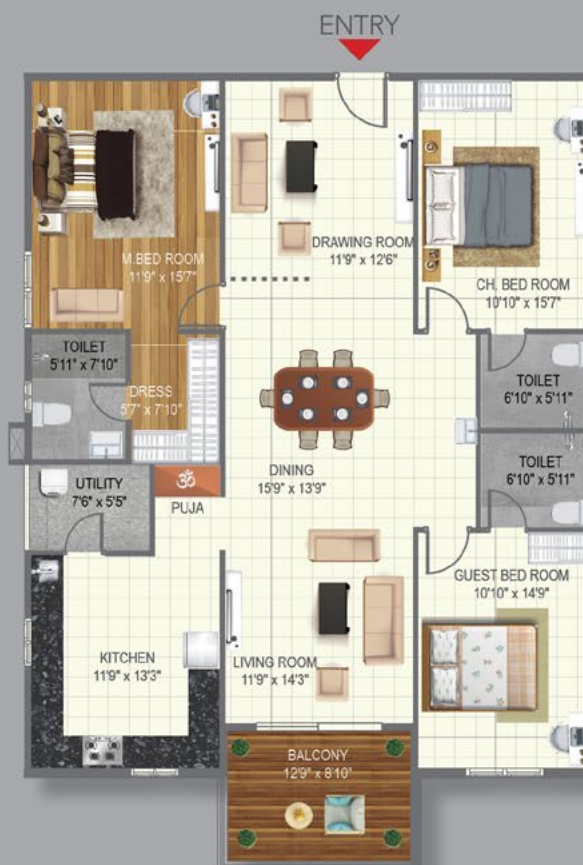 ENTRY
M.BED ROOM
11'9" x 15'7"
DRAWING ROOM
11'9" x 12'6"
CH. BED ROOM
10'10" x 15'7"
TOILET
5'11" x 7'10"
DRESS
5'7" x 7'10"
TOILET
6'10" x 5'11"
DINING
15'9" x 13'9"
TOILET
6'10" x 5'11"
UTILITY
7'6" x 5'5"
ॐ
PUJA
GUEST BED ROOM
10'10" x 14'9"
KITCHEN
11'9" x 13'3"
LIVING ROOM
11'9" x 14'3"
BALCONY
12'9" x 8'10"